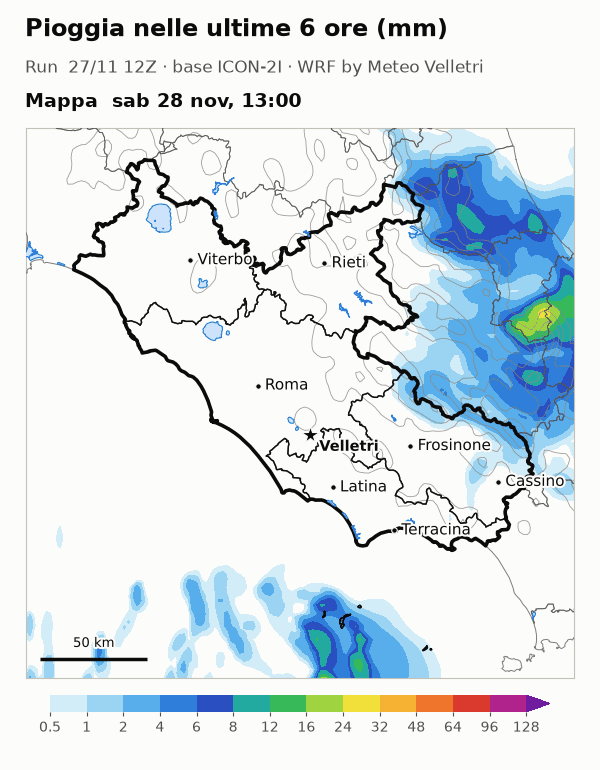 Pioggia nelle ultime 6 ore (mm)
Run  27/11 12Z · base ICON-2I · WRF by Meteo Velletri
Mappa  sab 28 nov, 13:00
Viterbo
Rieti
Roma
Velletri
Frosinone
Latina
Cassino
Terracina
50 km
0.5 1 2 4 6 8 12 16 24 32 48 64 96 128